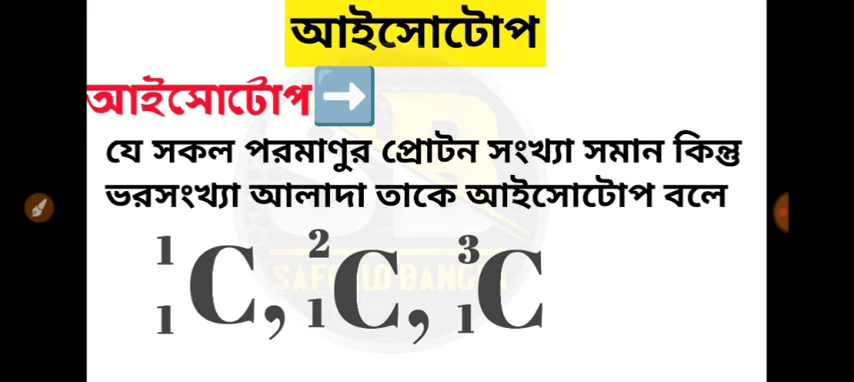 আইসোটোপ
আইসোটোপ➡️
যে সকল পরমাণুর প্রোটন সংখ্যা সমান কিন্তু
ভরসংখ্যা আলাদা তাকে আইসোটোপ বলে
¹₁C, ²₁C, ³₁C